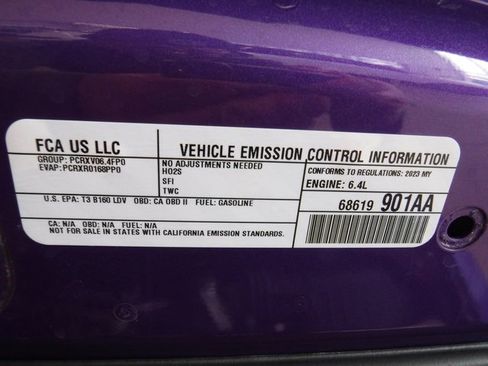 FCA US LLC
GROUP: PCRXV06.4FP0
EVAP: PCRXR0168PP0
VEHICLE EMISSION CONTROL INFORMATION
NO ADJUSTMENTS NEEDED
HO2S
SFI
TWC
CONFORMS TO REGULATIONS: 2023 MY
ENGINE: 6.4L
U.S. EPA: T3 B160 LDV OBD: CA OBD II FUEL: GASOLINE
CA: N/A OBD: N/A FUEL: N/A
NOT FOR SALE IN STATES WITH CALIFORNIA EMISSION STANDARDS.
68619 901AA